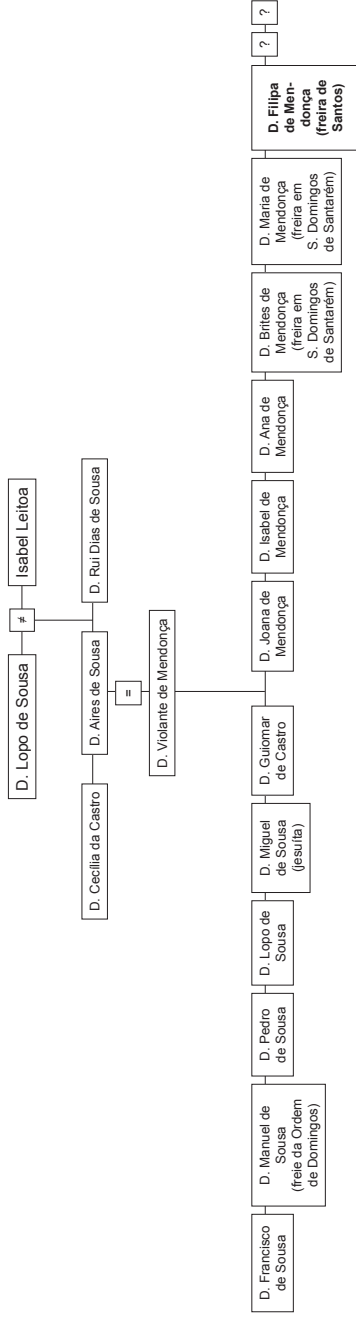 D. Lopo de Sousa
≠
Isabel Leitoa
D. Cecília da Castro
D. Aires de Sousa
D. Rui Dias de Sousa
=
D. Violante de Mendonça
D. Francisco
de Sousa
D. Manuel de
Sousa
(freie da Ordem
de Domingos)
D. Pedro
de Sousa
D. Lopo de
Sousa
D. Miguel
de Sousa
(jesuíta)
D. Guiomar
de Castro
D. Joana de
Mendonça
D. Isabel de
Mendonça
D. Ana de
Mendonça
D. Brites de
Mendonça
(freira em
S. Domingos
de Santarém)
D. Maria de
Mendonça
(freira em
S. Domingos
de Santarém)
D. Filipa
de Men-
donça
(freira de
Santos)
?
?